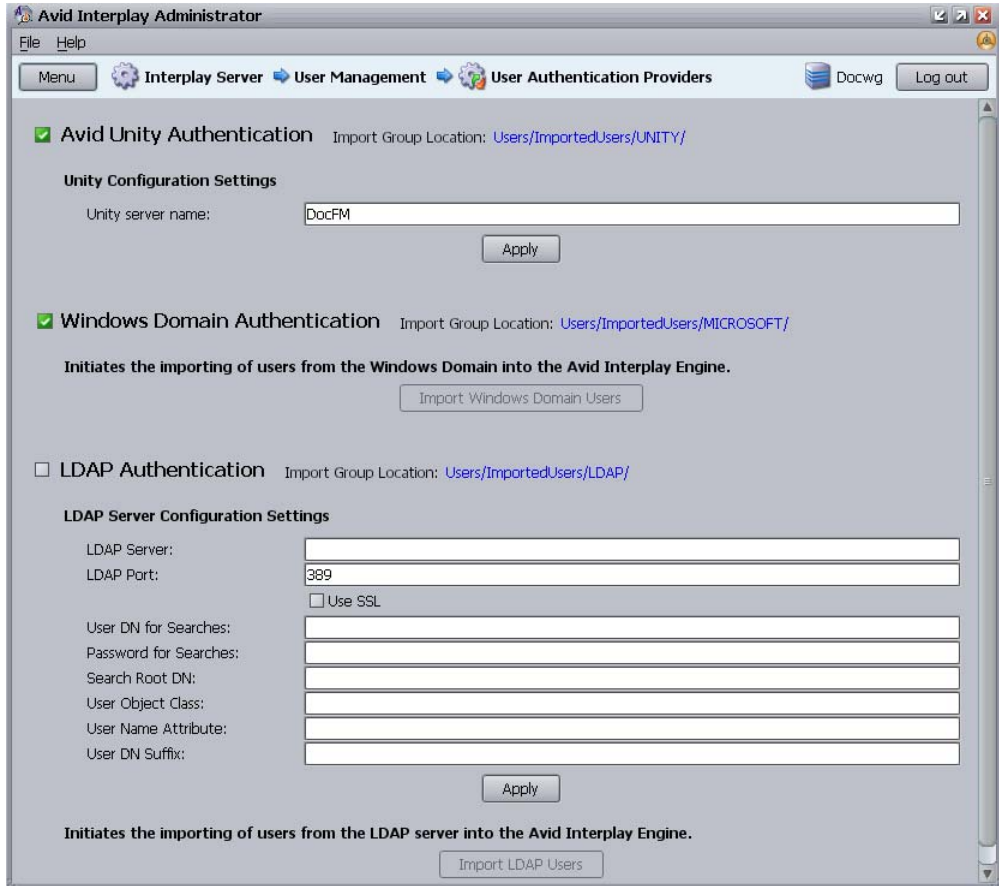 Avid Interplay Administrator
File Help
Menu Interplay Server User Management User Authentication Providers Docwg Log out
Avid Unity Authentication Import Group Location: Users/ImportedUsers/UNITY/
Unity Configuration Settings
Unity server name: DocFM
Apply
Windows Domain Authentication Import Group Location: Users/ImportedUsers/MICROSOFT/
Initiates the importing of users from the Windows Domain into the Avid Interplay Engine.
Import Windows Domain Users
LDAP Authentication Import Group Location: Users/ImportedUsers/LDAP/
LDAP Server Configuration Settings
LDAP Server:
LDAP Port: 389
Use SSL
User DN for Searches:
Password for Searches:
Search Root DN:
User Object Class:
User Name Attribute:
User DN Suffix:
Apply
Initiates the importing of users from the LDAP server into the Avid Interplay Engine.
Import LDAP Users